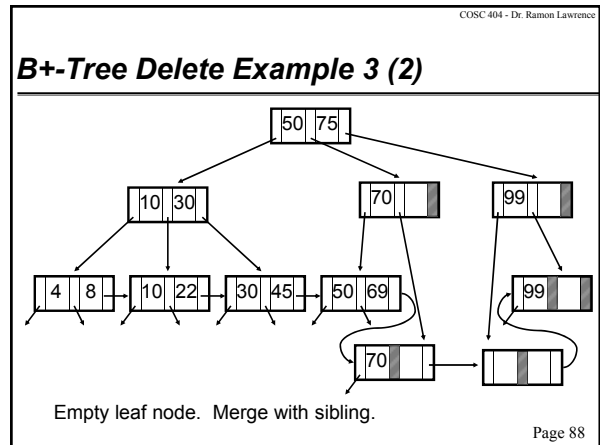 COSC 404 - Dr. Ramon Lawrence
B+-Tree Delete Example 3 (2)
50 75
10 30
70
99
4 8
10 22
30 45
50 69
99
70
Empty leaf node. Merge with sibling.
Page 88